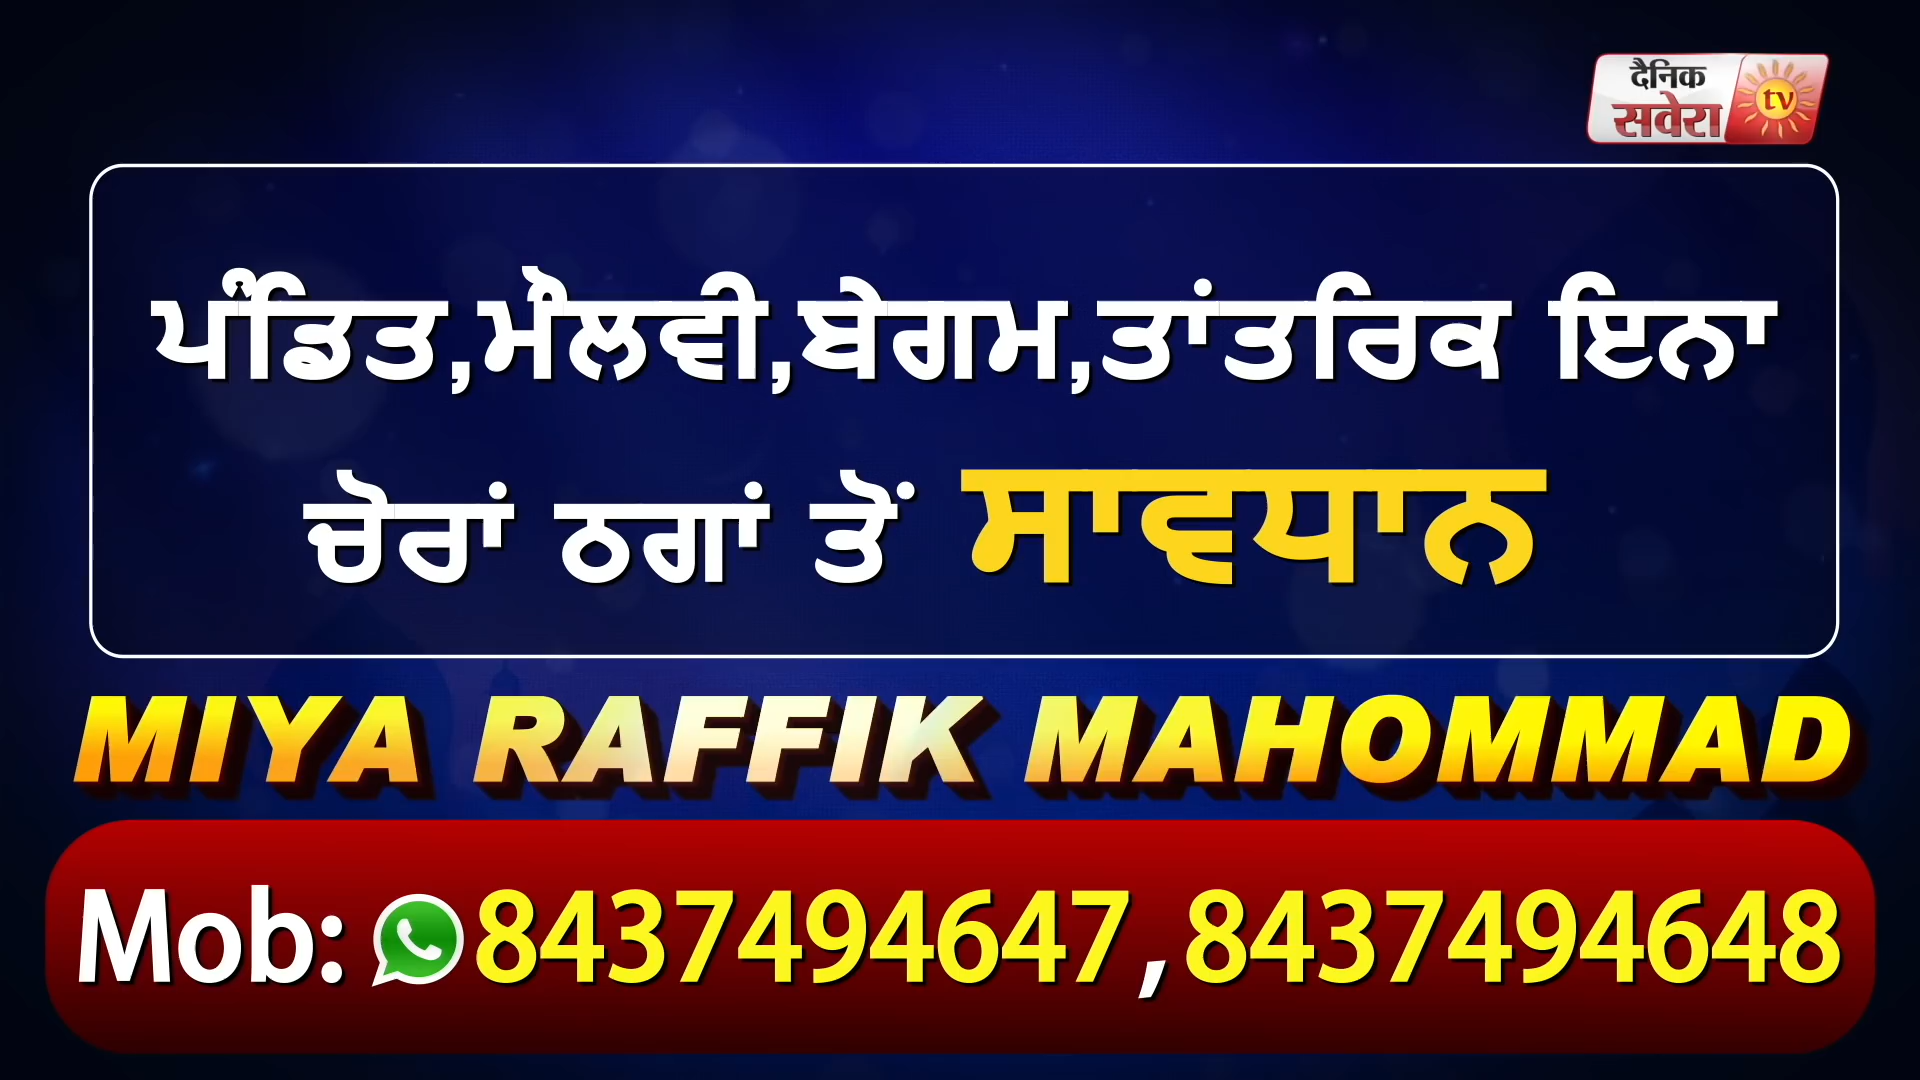 दैनिक
सवेरा tv
ਪੰਡਿਤ,ਮੌਲਵੀ,ਬੇਗਮ,ਤਾਂਤਰਿਕ ਇਨਾ
ਚੋਰਾਂ ਠਗਾਂ ਤੋਂ ਸਾਵਧਾਨ
MIYA RAFFIK MAHOMMAD
Mob: 8437494647,8437494648